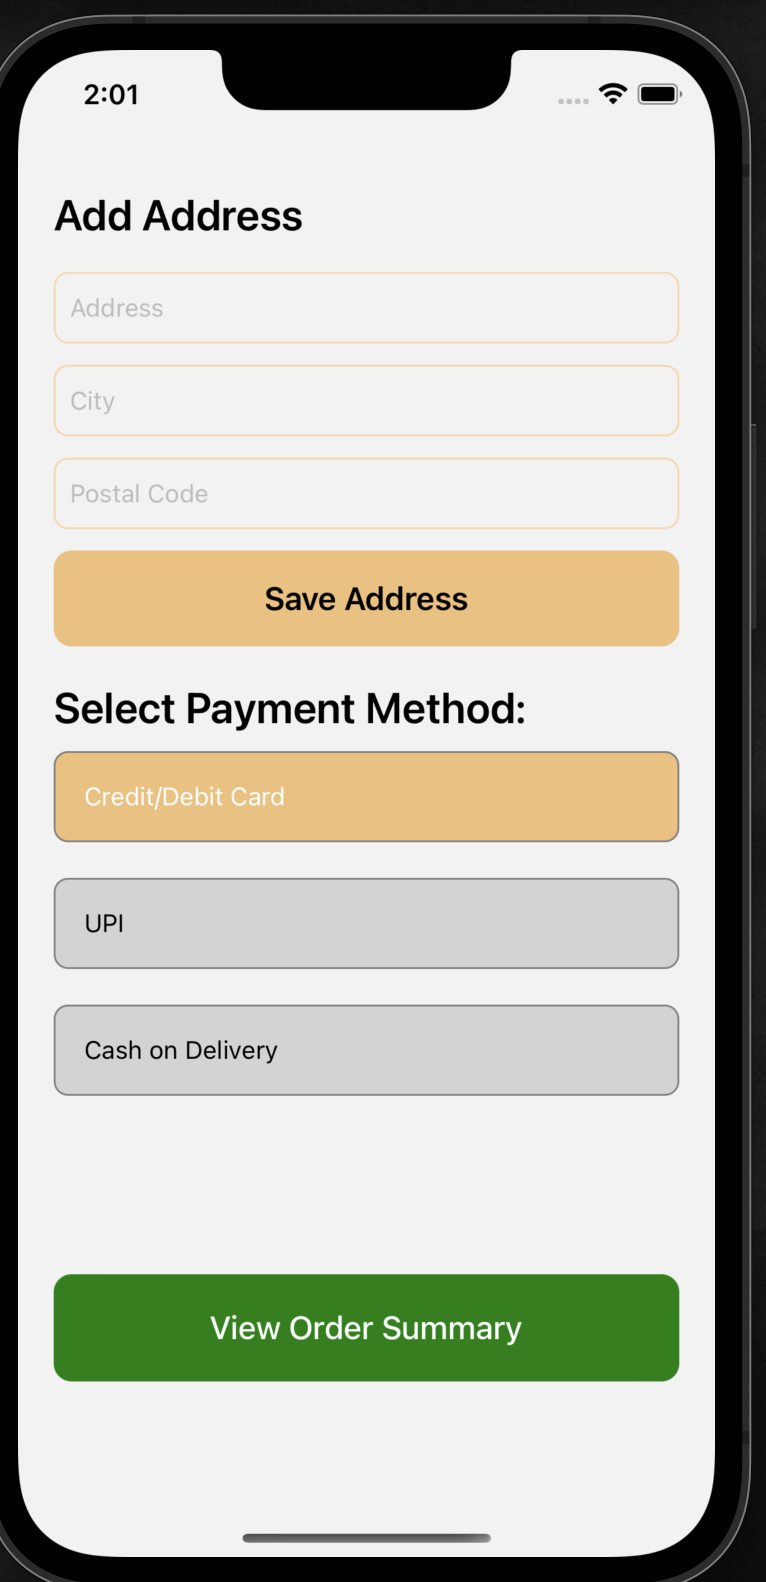 2:01
Add Address
Address
City
Postal Code
Save Address
Select Payment Method:
Credit/Debit Card
UPI
Cash on Delivery
View Order Summary